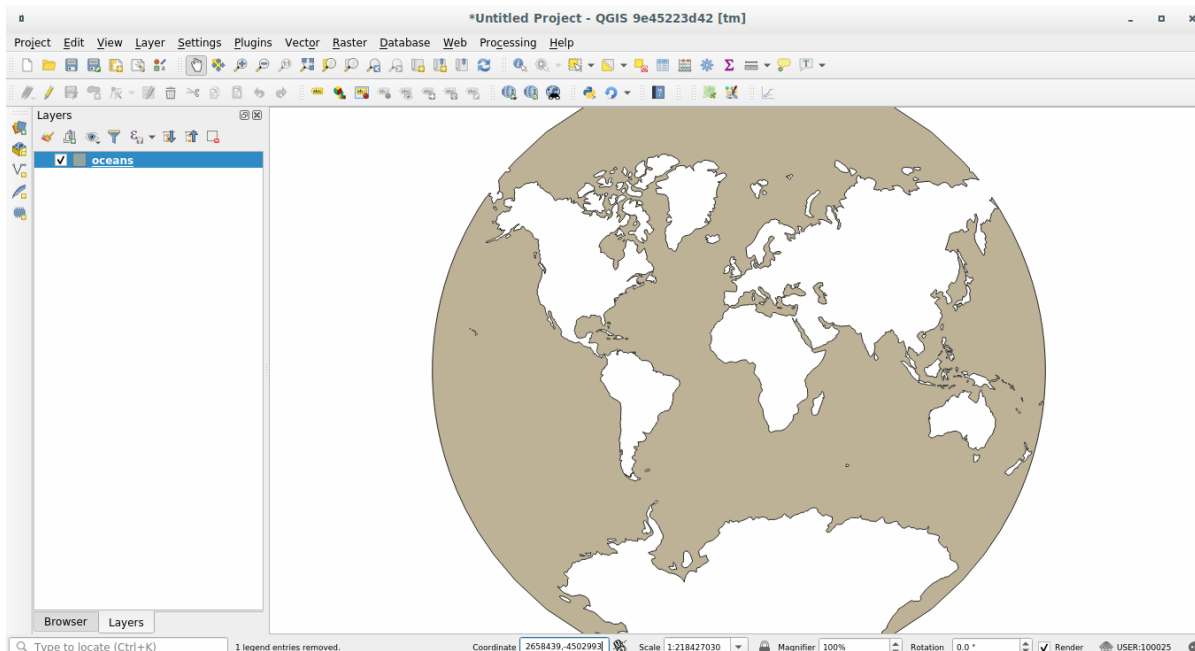 *Untitled Project - QGIS 9e45223d42 [tm]
Project Edit View Layer Settings Plugins Vector Raster Database Web Processing Help
Layers
oceans
Browser Layers
Type to locate (Ctrl+K) 1 legend entries removed. Coordinate 2658439,-4502993 Scale 1:218427030 Magnifier 100% Rotation 0.0 ° Render USER:100025